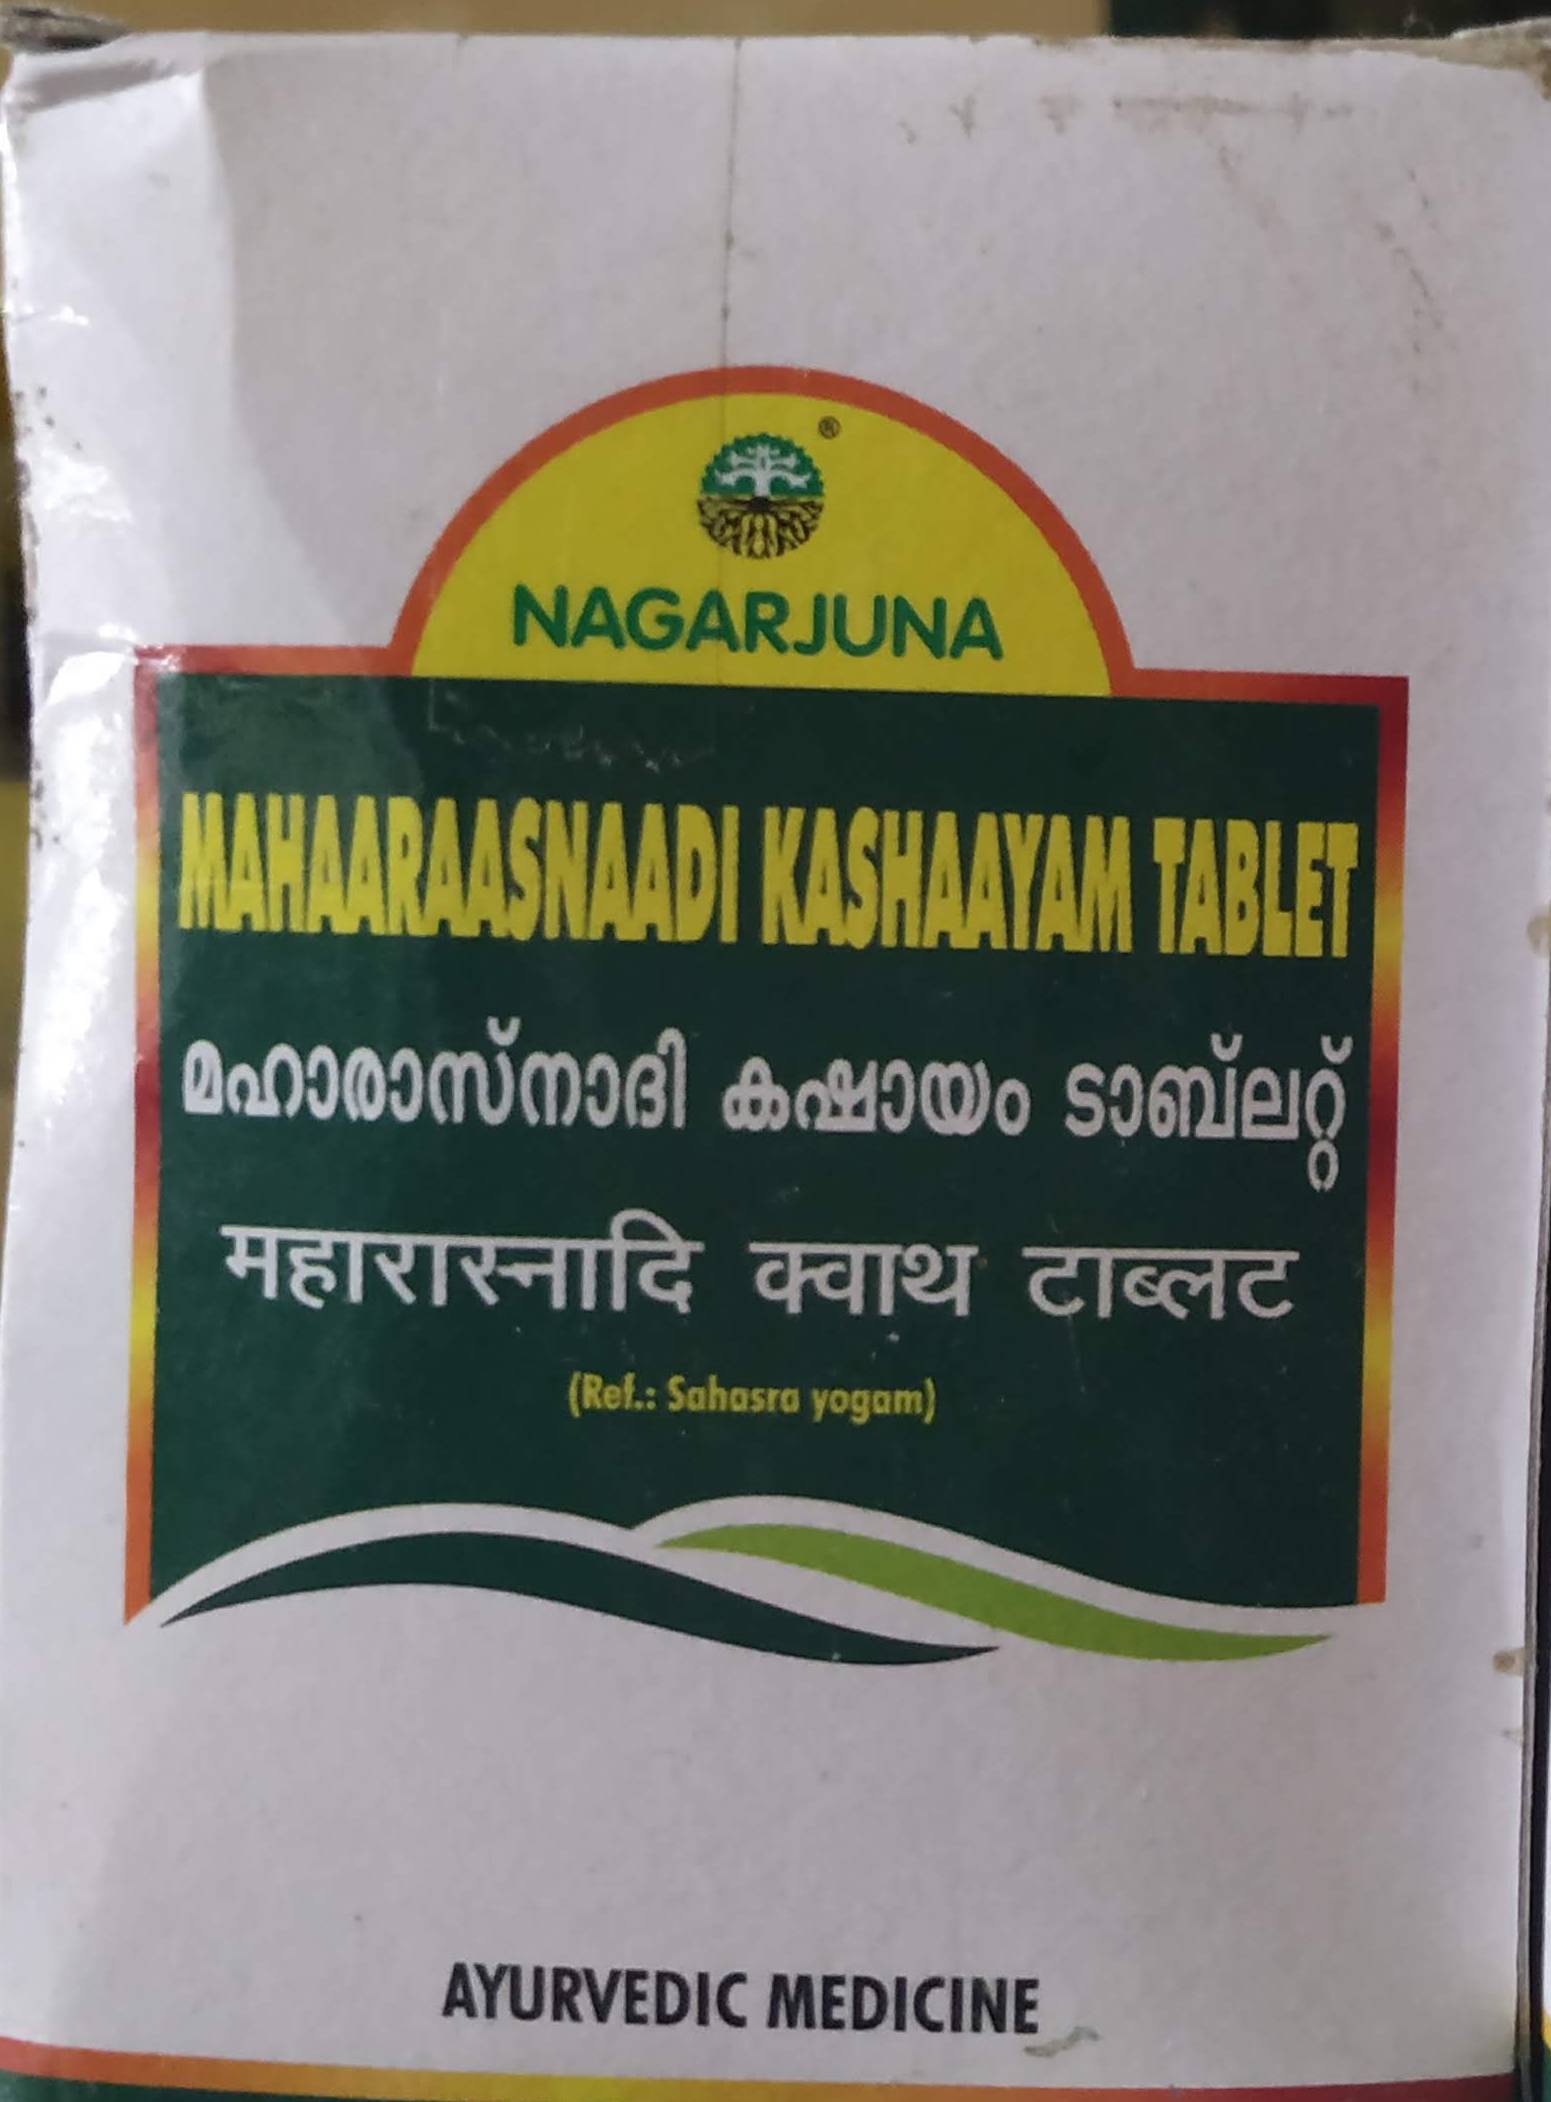 ®
NAGARJUNA
MAHAARAASNAADI KASHAAYAM TABLET
മഹാരാസ്നാദി കഷായം ടാബ്ലറ്റ്
महारास्नादि क्वाथ टाब्लट
(Ref.: Sahasra yogam)
AYURVEDIC MEDICINE